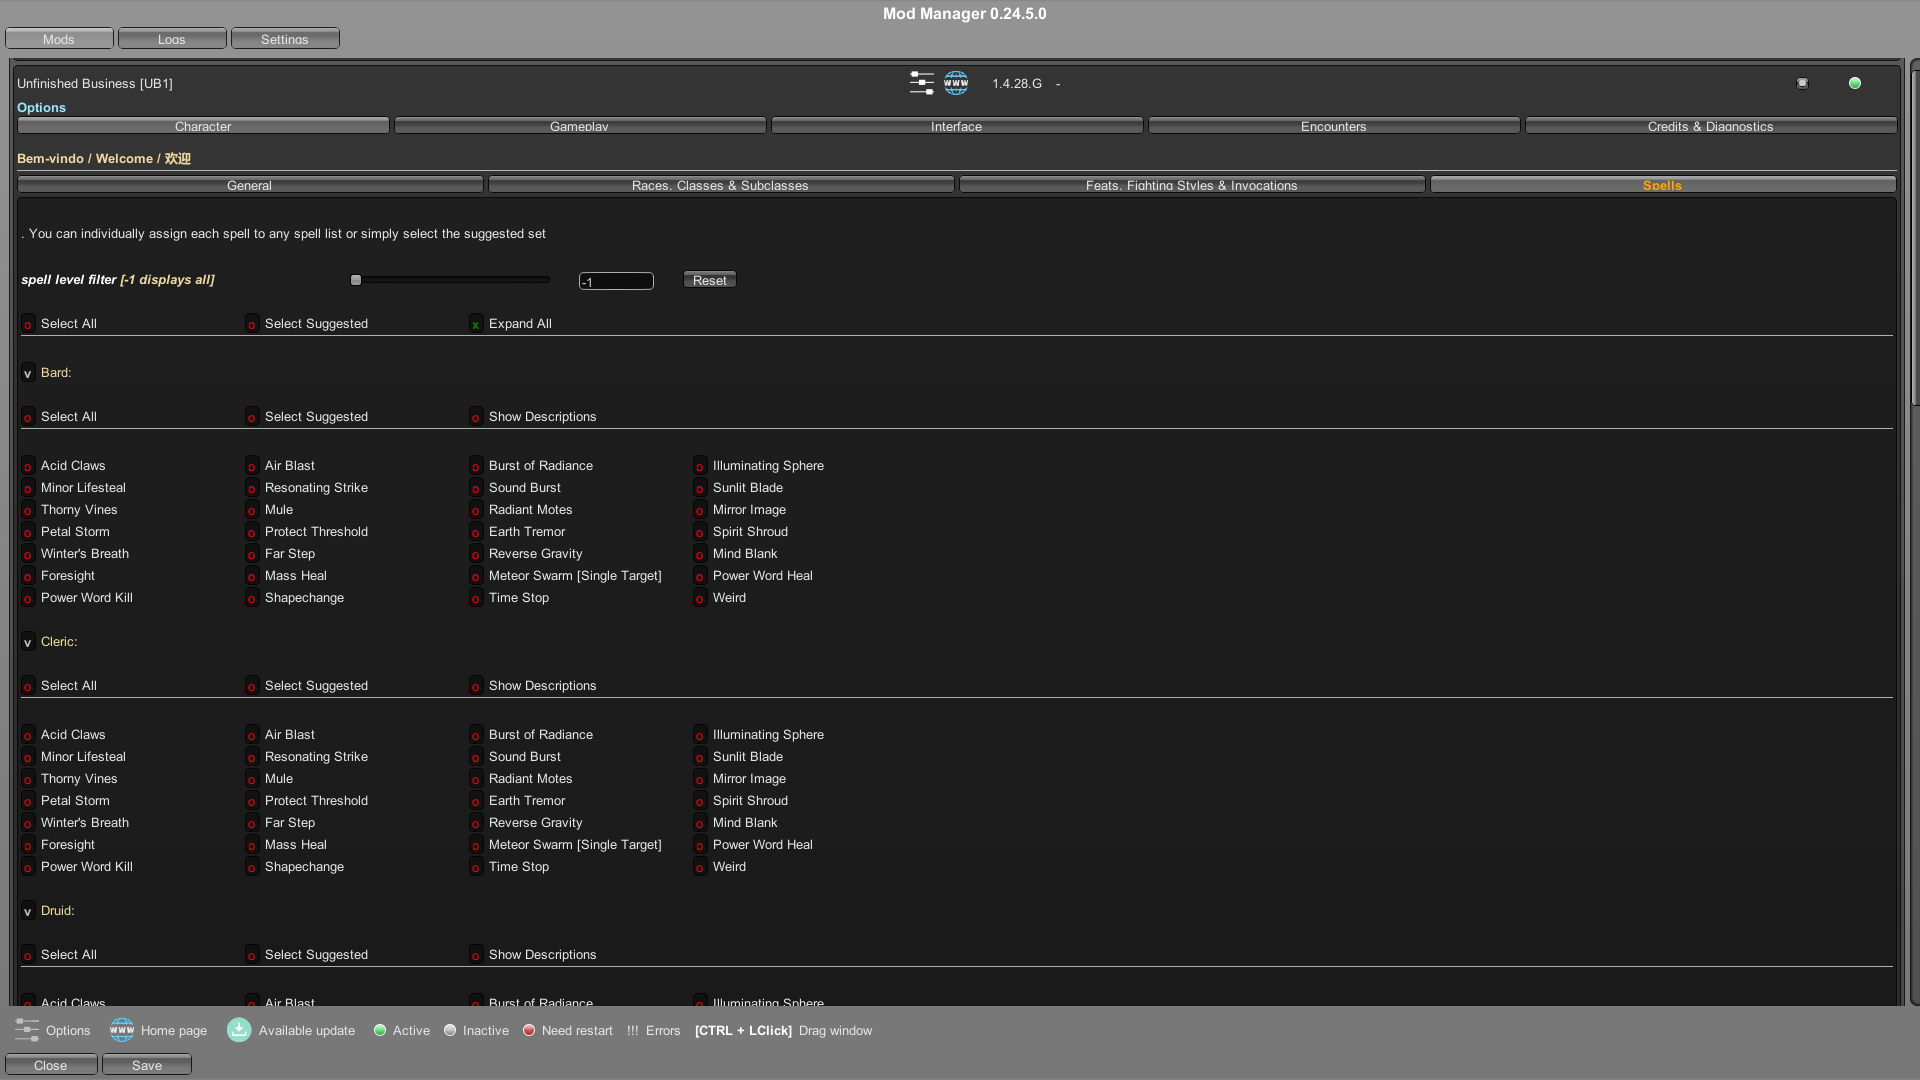 Mod Manager 0.24.5.0
Mods Logs Settings
Unfinished Business [UB1] www 1.4.28.G -
Options
Character Gameplay Interface Encounters Credits & Diagnostics
Bem-vindo / Welcome / 欢迎
General Races, Classes & Subclasses Feats, Fighting Styles & Invocations Spells
. You can individually assign each spell to any spell list or simply select the suggested set
spell level filter [-1 displays all] -1 Reset
o Select All o Select Suggested x Expand All
v Bard:
o Select All o Select Suggested o Show Descriptions
o Acid Claws o Air Blast o Burst of Radiance o Illuminating Sphere
o Minor Lifesteal o Resonating Strike o Sound Burst o Sunlit Blade
o Thorny Vines o Mule o Radiant Motes o Mirror Image
o Petal Storm o Protect Threshold o Earth Tremor o Spirit Shroud
o Winter's Breath o Far Step o Reverse Gravity o Mind Blank
o Foresight o Mass Heal o Meteor Swarm [Single Target] o Power Word Heal
o Power Word Kill o Shapechange o Time Stop o Weird
v Cleric:
o Select All o Select Suggested o Show Descriptions
o Acid Claws o Air Blast o Burst of Radiance o Illuminating Sphere
o Minor Lifesteal o Resonating Strike o Sound Burst o Sunlit Blade
o Thorny Vines o Mule o Radiant Motes o Mirror Image
o Petal Storm o Protect Threshold o Earth Tremor o Spirit Shroud
o Winter's Breath o Far Step o Reverse Gravity o Mind Blank
o Foresight o Mass Heal o Meteor Swarm [Single Target] o Power Word Heal
o Power Word Kill o Shapechange o Time Stop o Weird
v Druid:
o Select All o Select Suggested o Show Descriptions
o Acid Claws o Air Blast o Burst of Radiance o Illuminating Sphere
Options www Home page Available update Active Inactive Need restart !!! Errors [CTRL + LClick] Drag window
Close Save